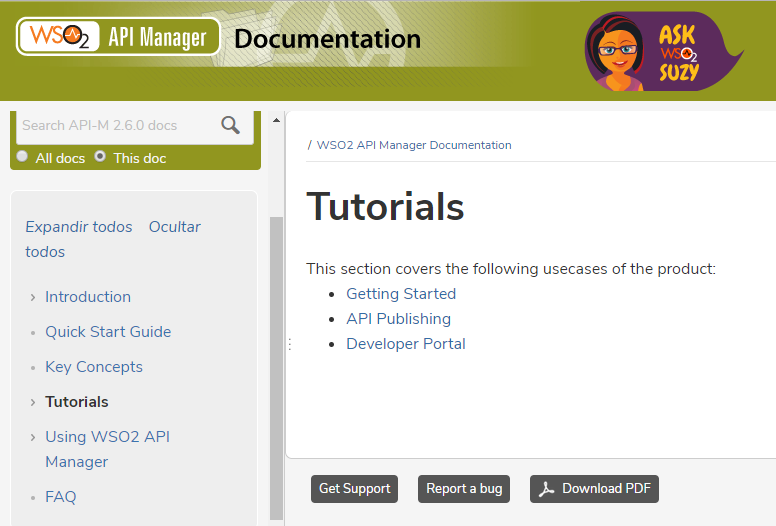 WSO2 API Manager Documentation
ASK
WSO2
SUZY
Search API-M 2.6.0 docs
All docs This doc
Expandir todos Ocultar
todos
Introduction
Quick Start Guide
Key Concepts
Tutorials
Using WSO2 API
Manager
FAQ
/ WSO2 API Manager Documentation
Tutorials
This section covers the following usecases of the product:
Getting Started
API Publishing
Developer Portal
Get Support Report a bug Download PDF